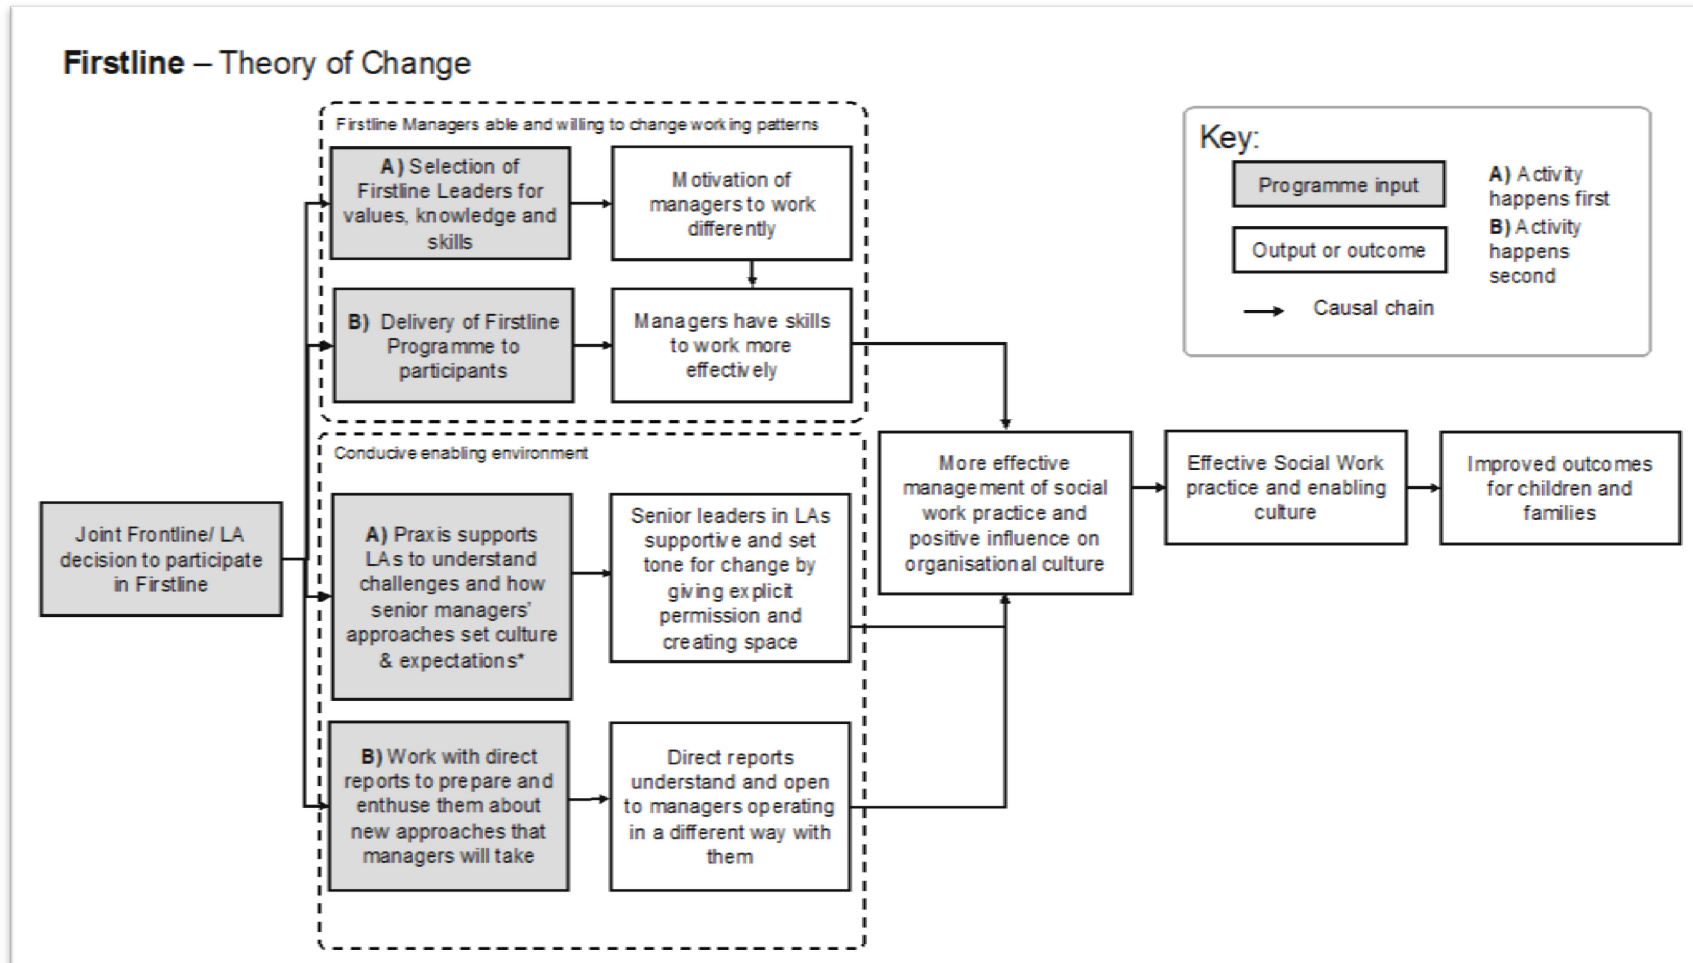 Firstline – Theory of Change
Firstline Managers able and willing to change working patterns
A) Selection of
Firstline Leaders for
values, knowledge and
skills
Motivation of
managers to work
differently
B) Delivery of Firstline
Programme to
participants
Managers have skills
to work more
effectively
Key:
Programme input
Output or outcome
Causal chain
A) Activity
happens first
B) Activity
happens
second
Joint Frontline/ LA
decision to participate
in Firstline
Conducive enabling environment
A) Praxis supports
LAs to understand
challenges and how
senior managers’
approaches set culture
& expectations*
Senior leaders in LAs
supportive and set
tone for change by
giving explicit
permission and
creating space
B) Work with direct
reports to prepare and
enthuse them about
new approaches that
managers will take
Direct reports
understand and open
to managers operating
in a different way with
them
More effective
management of social
work practice and
positive influence on
organisational culture
Effective Social Work
practice and enabling
culture
Improved outcomes
for children and
families